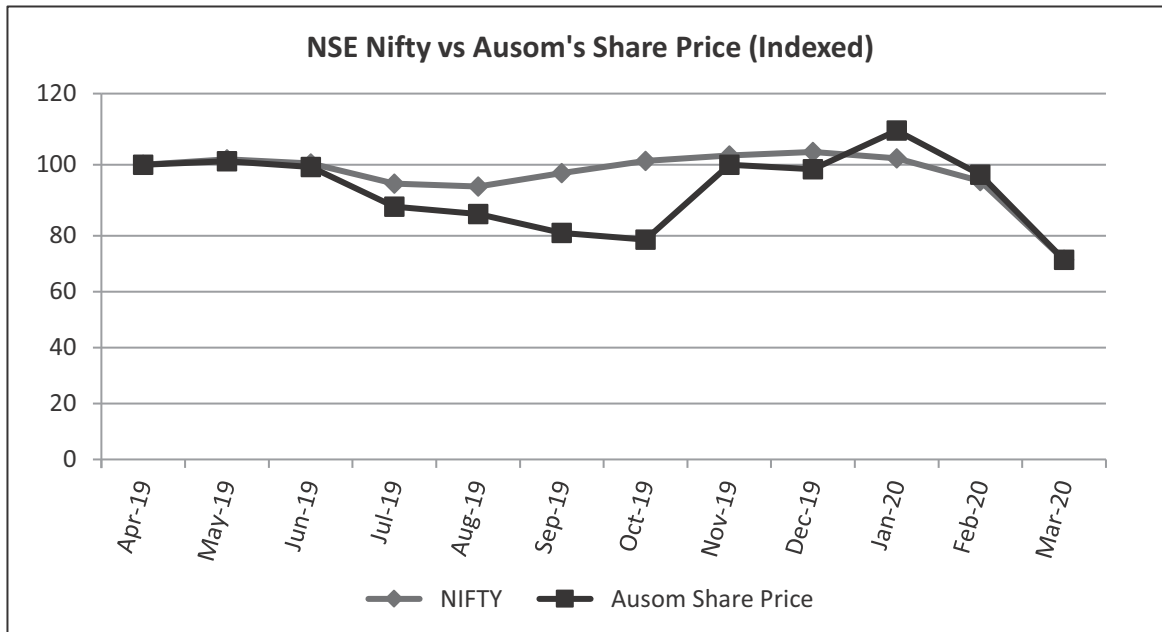 NSE Nifty vs Ausom's Share Price (Indexed)
120
100
80
60
40
20
0
Apr-19
May-19
Jun-19
Jul-19
Aug-19
Sep-19
Oct-19
Nov-19
Dec-19
Jan-20
Feb-20
Mar-20
NIFTY
Ausom Share Price